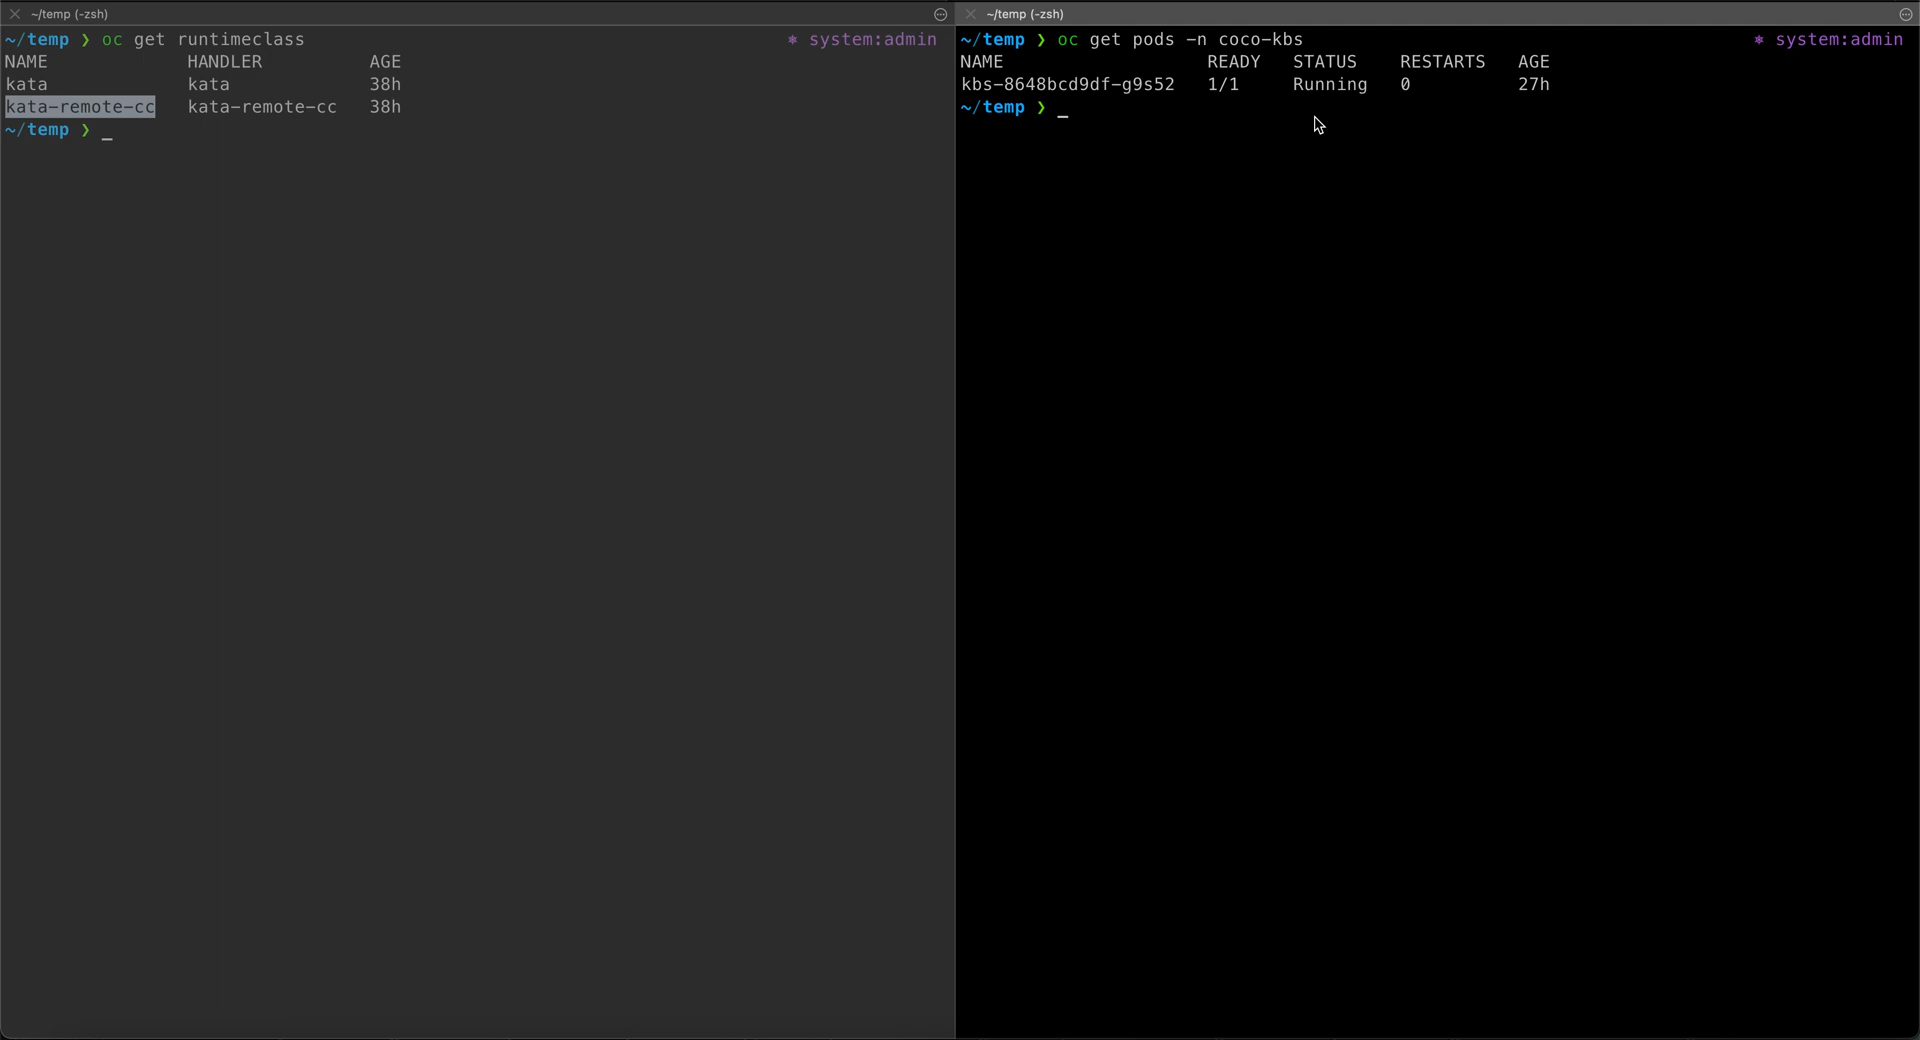 ~/temp (-zsh)
~/temp ❯ oc get runtimeclass * system:admin
NAME HANDLER AGE
kata kata 38h
kata-remote-cc kata-remote-cc 38h
~/temp ❯ _
~/temp (-zsh)
~/temp ❯ oc get pods -n coco-kbs * system:admin
NAME READY STATUS RESTARTS AGE
kbs-8648bcd9df-g9s52 1/1 Running 0 27h
~/temp ❯ _